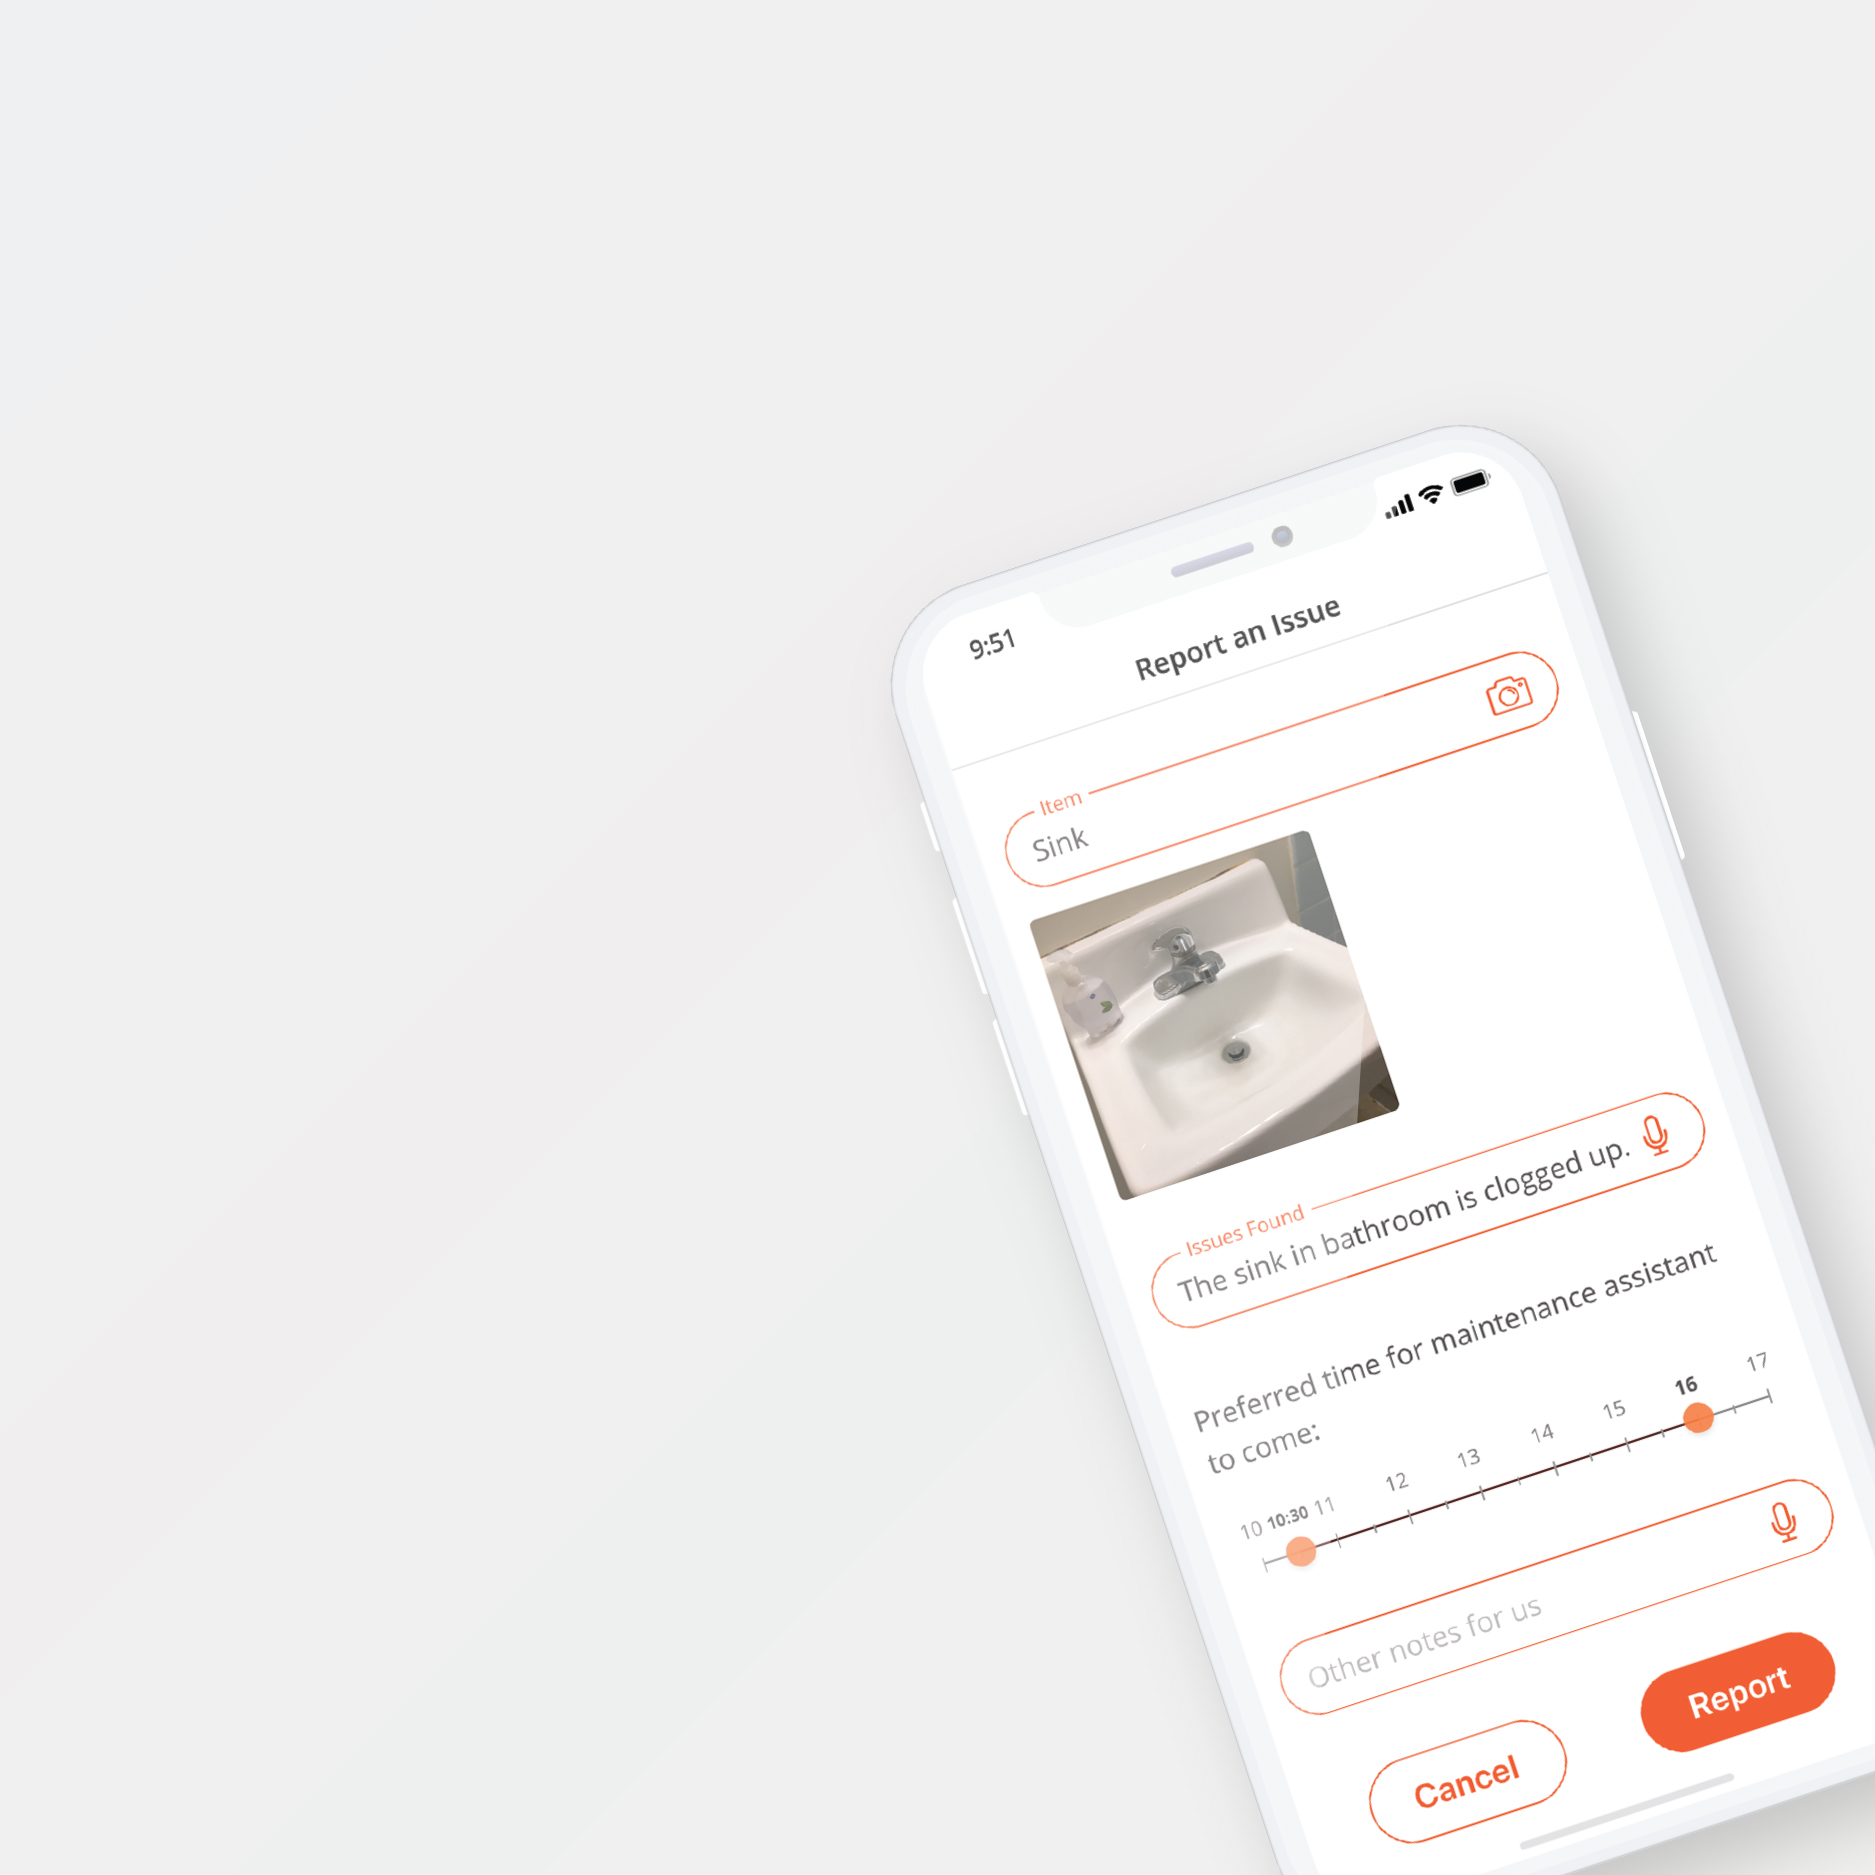 9:51
Report an Issue
Item
Sink
Issues Found
The sink in bathroom is clogged up.
Preferred time for maintenance assistant
to come:
10 10:30 11 12 13 14 15 16 17
Other notes for us
Cancel Report